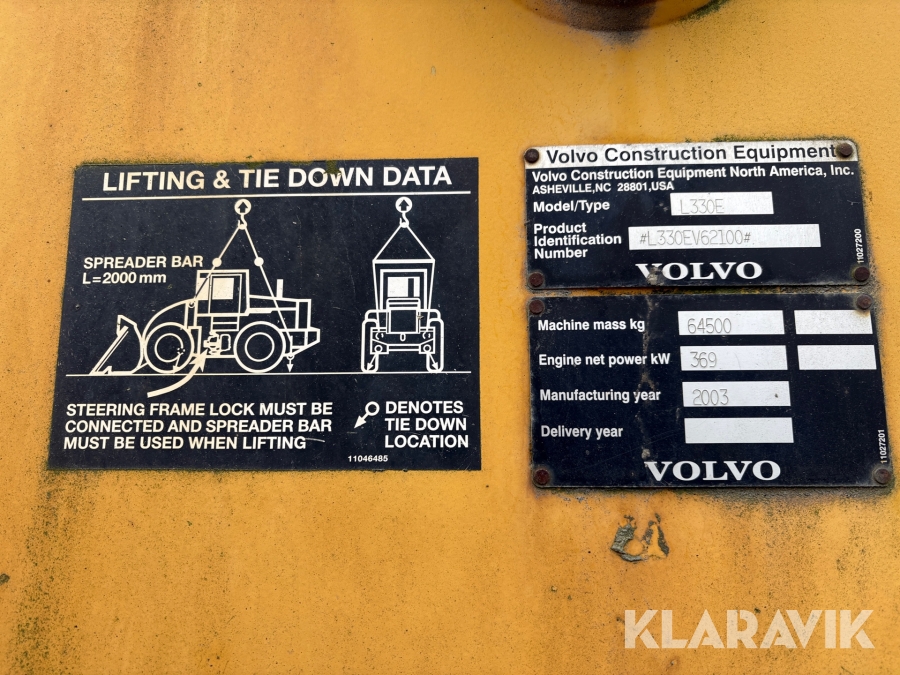 LIFTING & TIE DOWN DATA
SPREADER BAR
L=2000 mm
STEERING FRAME LOCK MUST BE
CONNECTED AND SPREADER BAR
MUST BE USED WHEN LIFTING
DENOTES
TIE DOWN
LOCATION
11046485
Volvo Construction Equipment
Volvo Construction Equipment North America, Inc.
ASHEVILLE,NC 28801,USA
Model/Type L330E
Product
Identification #L330EV62100#
Number
VOLVO
11027200
Machine mass kg 64500
Engine net power kW 369
Manufacturing year 2003
Delivery year
VOLVO
11027201
KLARAVIK